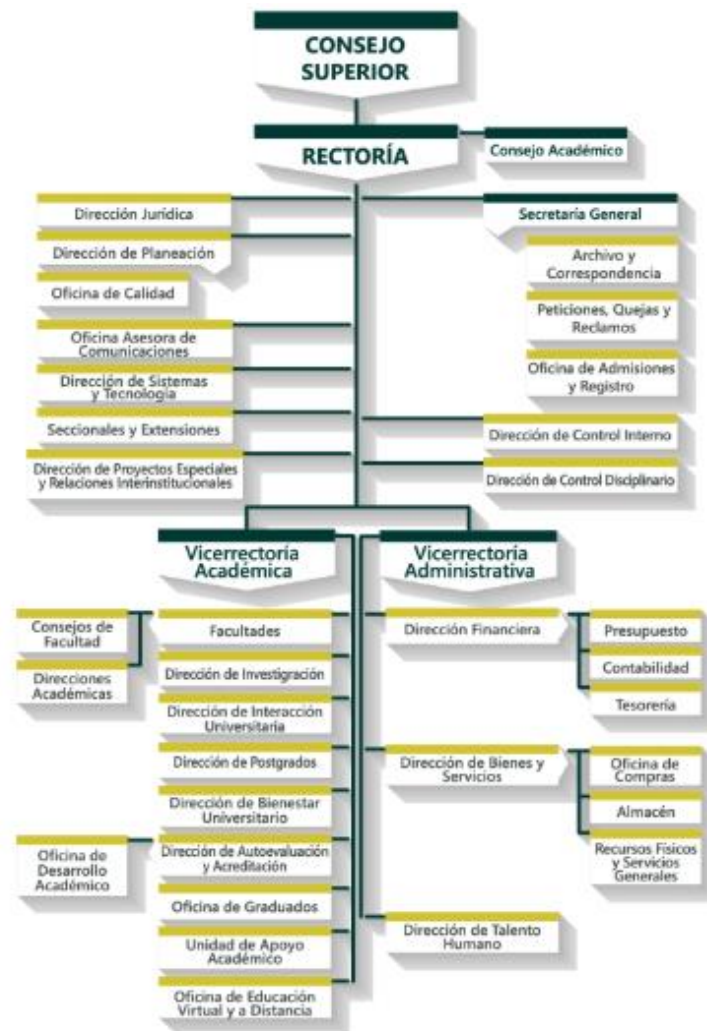 CONSEJO
SUPERIOR
RECTORÍA
Consejo Académico
Dirección Jurídica
Dirección de Planeación
Oficina de Calidad
Oficina Asesora de
Comunicaciones
Dirección de Sistemas
y Tecnología
Seccionales y Extensiones
Dirección de Proyectos Especiales
y Relaciones Interinstitucionales
Secretaría General
Archivo y
Correspondencia
Peticiones, Quejas y
Reclamos
Oficina de Admisiones
y Registro
Dirección de Control Interno
Dirección de Control Disciplinario
Vicerrectoría
Académica
Vicerrectoría
Administrativa
Consejos de
Facultad
Direcciones
Académicas
Facultades
Dirección de Investigración
Dirección de Interacción
Universitaria
Dirección de Postgrados
Dirección de Bienestar
Universitario
Oficina de
Desarrollo
Académico
Dirección de Autoevaluación
y Acreditación
Oficina de Graduados
Unidad de Apoyo
Académico
Oficina de Educación
Virtual y a Distancia
Dirección Financiera
Presupuesto
Contabilidad
Tesorería
Dirección de Bienes y
Servicios
Oficina de
Compras
Almacén
Recursos Físicos
y Servicios
Generales
Dirección de Talento
Humano